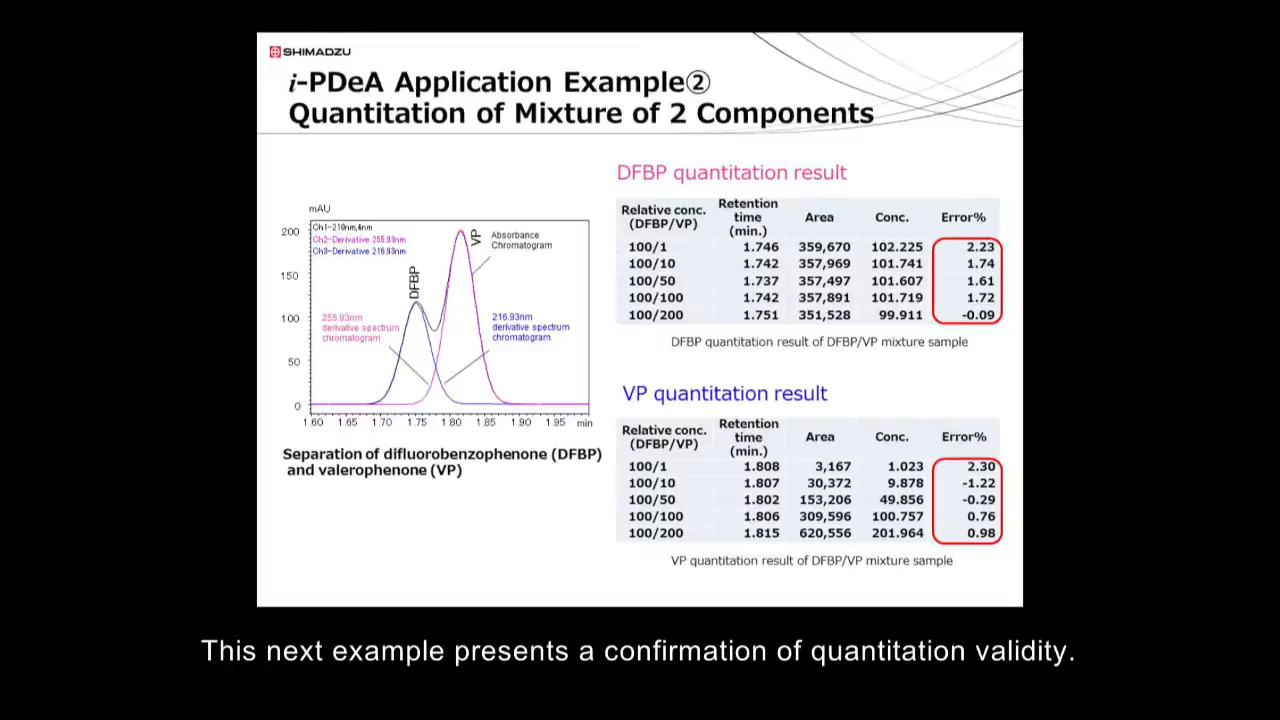 SHIMADZU
i-PDeA Application Example②
Quantitation of Mixture of 2 Components
mAU
200
150
100
50
0
Ch1-210nm,4nm
Ch2-Derivative 255.93nm
Ch3-Derivative 216.93nm
DFBP
VP
Absorbance
Chromatogram
255.93nm
derivative spectrum
chromatogram
216.93nm
derivative spectrum
chromatogram
1.60 1.65 1.70 1.75 1.80 1.85 1.90 1.95 min
Separation of difluorobenzophenone (DFBP)
and valerophenone (VP)
DFBP quantitation result
Relative conc. (DFBP/VP) Retention time (min.) Area Conc. Error%
100/1 1.746 359,670 102.225 2.23
100/10 1.742 357,969 101.741 1.74
100/50 1.737 357,497 101.607 1.61
100/100 1.742 357,891 101.719 1.72
100/200 1.751 351,528 99.911 -0.09
DFBP quantitation result of DFBP/VP mixture sample
VP quantitation result
Relative conc. (DFBP/VP) Retention time (min.) Area Conc. Error%
100/1 1.808 3,167 1.023 2.30
100/10 1.807 30,372 9.878 -1.22
100/50 1.802 153,206 49.856 -0.29
100/100 1.806 309,596 100.757 0.76
100/200 1.815 620,556 201.964 0.98
VP quantitation result of DFBP/VP mixture sample
This next example presents a confirmation of quantitation validity.